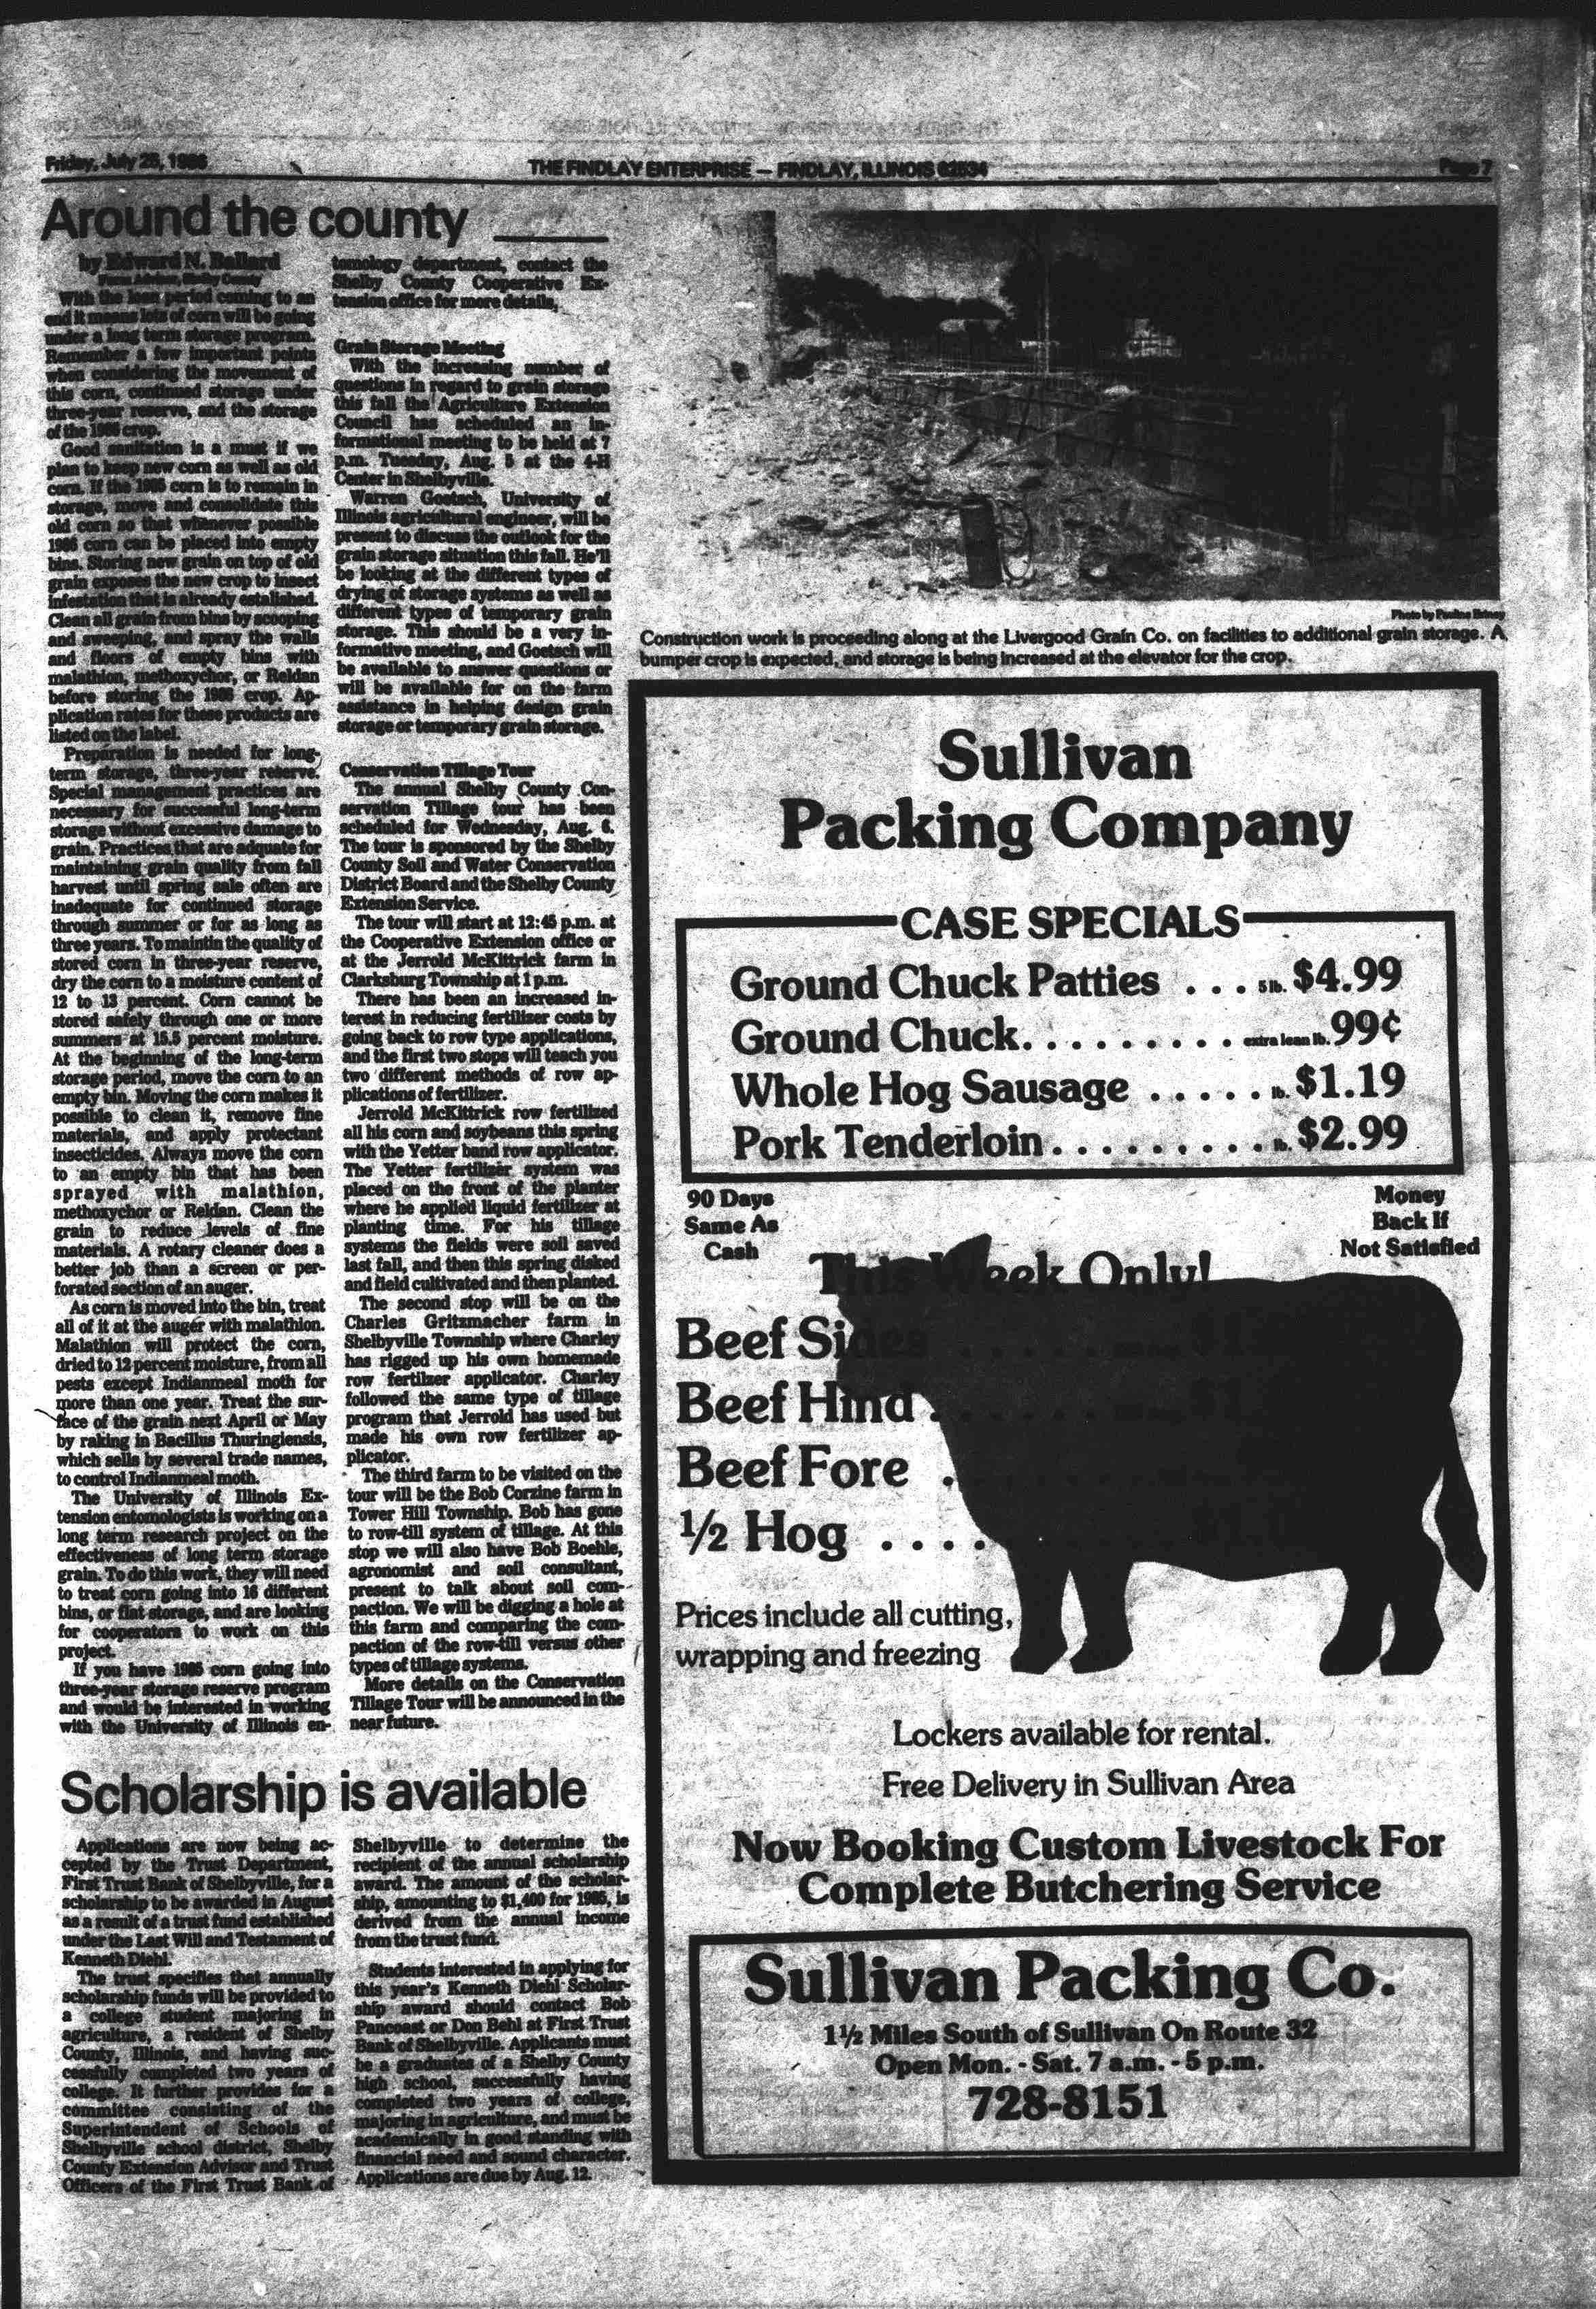 Friday, July 25, 1986
THE FINDLAY ENTERPRISE — FINDLAY, ILLINOIS 62534
Page 7
Around the county
by Edward N. Ballard
With the loan period coming to an
end it means lots of corn will be going
under a long term storage program.
Remember a few important points
when considering the movement of
this corn, continued storage under
three-year reserve, and the storage
of the 1986 crop.
Good sanitation is a must if we
plan to keep new corn as well as old
corn. If the 1985 corn is to remain in
storage, move and consolidate this
old corn so that whenever possible
1986 corn can be placed into empty
bins. Storing new grain on top of old
grain exposes the new crop to insect
infestation that is already estalished.
Clean all grain from bins by scooping
and sweeping, and spray the walls
and floors of empty bins with
malathion, methoxychor, or Reldan
before storing the 1986 crop. Ap-
plication rates for these products are
listed on the label.
Preparation is needed for long-
term storage, three-year reserve.
Special management practices are
necessary for successful long-term
storage without excessive damage to
grain. Practices that are adquate for
maintaining grain quality from fall
harvest until spring sale often are
inadequate for continued storage
through summer or for as long as
three years. To maintin the quality of
stored corn in three-year reserve,
dry the corn to a moisture content of
12 to 13 percent. Corn cannot be
stored safely through one or more
summers at 15.5 percent moisture.
At the beginning of the long-term
storage period, move the corn to an
empty bin. Moving the corn makes it
possible to clean it, remove fine
materials, and apply protectant
insecticides. Always move the corn
to an empty bin that has been
sprayed with malathion,
methoxychor or Reldan. Clean the
grain to reduce levels of fine
materials. A rotary cleaner does a
better job than a screen or per-
forated section of an auger.
As corn is moved into the bin, treat
all of it at the auger with malathion.
Malathion will protect the corn,
dried to 12 percent moisture, from all
pests except Indianmeal moth for
more than one year. Treat the sur-
face of the grain next April or May
by raking in Bacillus Thuringiensis,
which sells by several trade names,
to control Indianmeal moth.
The University of Illinois Ex-
tension entomologists is working on a
long term research project on the
effectiveness of long term storage
grain. To do this work, they will need
to treat corn going into 16 different
bins, or flat storage, and are looking
for cooperators to work on this
project.
If you have 1985 corn going into
three-year storage reserve program
and would be interested in working
with the University of Illinois en-
tomology department, contact the
Shelby County Cooperative Ex-
tension office for more details,
Grain Storage Meeting
With the increasing number of
questions in regard to grain storage
this fall the Agriculture Extension
Council has scheduled an in-
formational meeting to be held at 7
p.m. Tuesday, Aug. 5 at the 4-H
Center in Shelbyville.
Warren Goetsch, University of
Illinois agricultural engineer, will be
present to discuss the outlook for the
grain storage situation this fall. He'll
be looking at the different types of
drying of storage systems as well as
different types of temporary grain
storage. This should be a very in-
formative meeting, and Goetsch will
be available to answer questions or
will be available for on the farm
assistance in helping design grain
storage or temporary grain storage.
Conservation Tillage Tour
The annual Shelby County Con-
servation Tillage tour has been
scheduled for Wednesday, Aug. 6.
The tour is sponsored by the Shelby
County Soil and Water Conservation
District Board and the Shelby County
Extension Service.
The tour will start at 12:45 p.m. at
the Cooperative Extension office or
at the Jerrold McKittrick farm in
Clarksburg Township at 1 p.m.
There has been an increased in-
terest in reducing fertilizer costs by
going back to row type applications,
and the first two stops will teach you
two different methods of row ap-
plications of fertilizer.
Jerrold McKittrick row fertilized
all his corn and soybeans this spring
with the Yetter band row applicator.
The Yetter fertilizer system was
placed on the front of the planter
where he applied liquid fertilizer at
planting time. For his tillage
systems the fields were soil saved
last fall, and then this spring disked
and field cultivated and then planted.
The second stop will be on the
Charles Gritzmacher farm in
Shelbyville Township where Charley
has rigged up his own homemade
row fertilzer applicator. Charley
followed the same type of tillage
program that Jerrold has used but
made his own row fertilizer ap-
plicator.
The third farm to be visited on the
tour will be the Bob Corzine farm in
Tower Hill Township. Bob has gone
to row-till system of tillage. At this
stop we will also have Bob Boehle,
agronomist and soil consultant,
present to talk about soil com-
paction. We will be digging a hole at
this farm and comparing the com-
paction of the row-till versus other
types of tillage systems.
More details on the Conservation
Tillage Tour will be announced in the
near future.
Scholarship is available
Applications are now being ac-
cepted by the Trust Department,
First Trust Bank of Shelbyville, for a
scholarship to be awarded in August
as a result of a trust fund established
under the Last Will and Testament of
Kenneth Diehl.
The trust specifies that annually
scholarship funds will be provided to
a college student majoring in
agriculture, a resident of Shelby
County, Illinois, and having suc-
cessfully completed two years of
college. It further provides for a
committee consisting of the
Superintendent of Schools of
Shelbyville school district, Shelby
County Extension Advisor and Trust
Officers of the First Trust Bank of
Shelbyville to determine the
recipient of the annual scholarship
award. The amount of the scholar-
ship, amounting to $1,400 for 1986, is
derived from the annual income
from the trust fund.
Students interested in applying for
this year's Kenneth Diehl Scholar-
ship award should contact Bob
Pancoast or Don Behl at First Trust
Bank of Shelbyville. Applicants must
be a graduates of a Shelby County
high school, successfully having
completed two years of college,
majoring in agriculture, and must be
academically in good standing with
financial need and sound character.
Applications are due by Aug. 12.
Photo by Pauline
Construction work is proceeding along at the Livergood Grain Co. on facilities to additional grain storage. A
bumper crop is expected, and storage is being increased at the elevator for the crop.
Sullivan
Packing Company
CASE SPECIALS
Ground Chuck Patties . . . 5 lb. $4.99
Ground Chuck. . . . . . . . . . extra lean lb. 99¢
Whole Hog Sausage . . . . . lb. $1.19
Pork Tenderloin. . . . . . . . . . lb. $2.99
90 Days
Same As
Cash
Money
Back If
Not Satisfied
This Week Only!
Beef Sides
Beef Hind .
Beef Fore .
½ Hog . . . .
Prices include all cutting,
wrapping and freezing
Lockers available for rental.
Free Delivery in Sullivan Area
Now Booking Custom Livestock For
Complete Butchering Service
Sullivan Packing Co.
1½ Miles South of Sullivan On Route 32
Open Mon. - Sat. 7 a.m. - 5 p.m.
728-8151